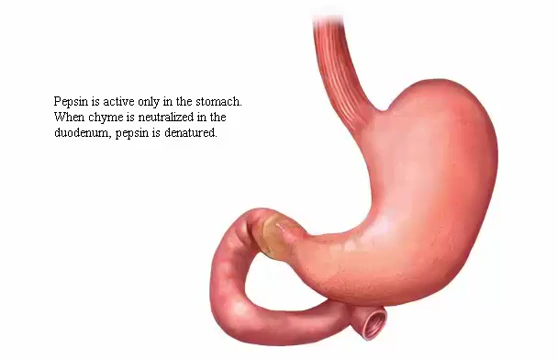 Pepsin is active only in the stomach.
When chyme is neutralized in the
duodenum, pepsin is denatured.